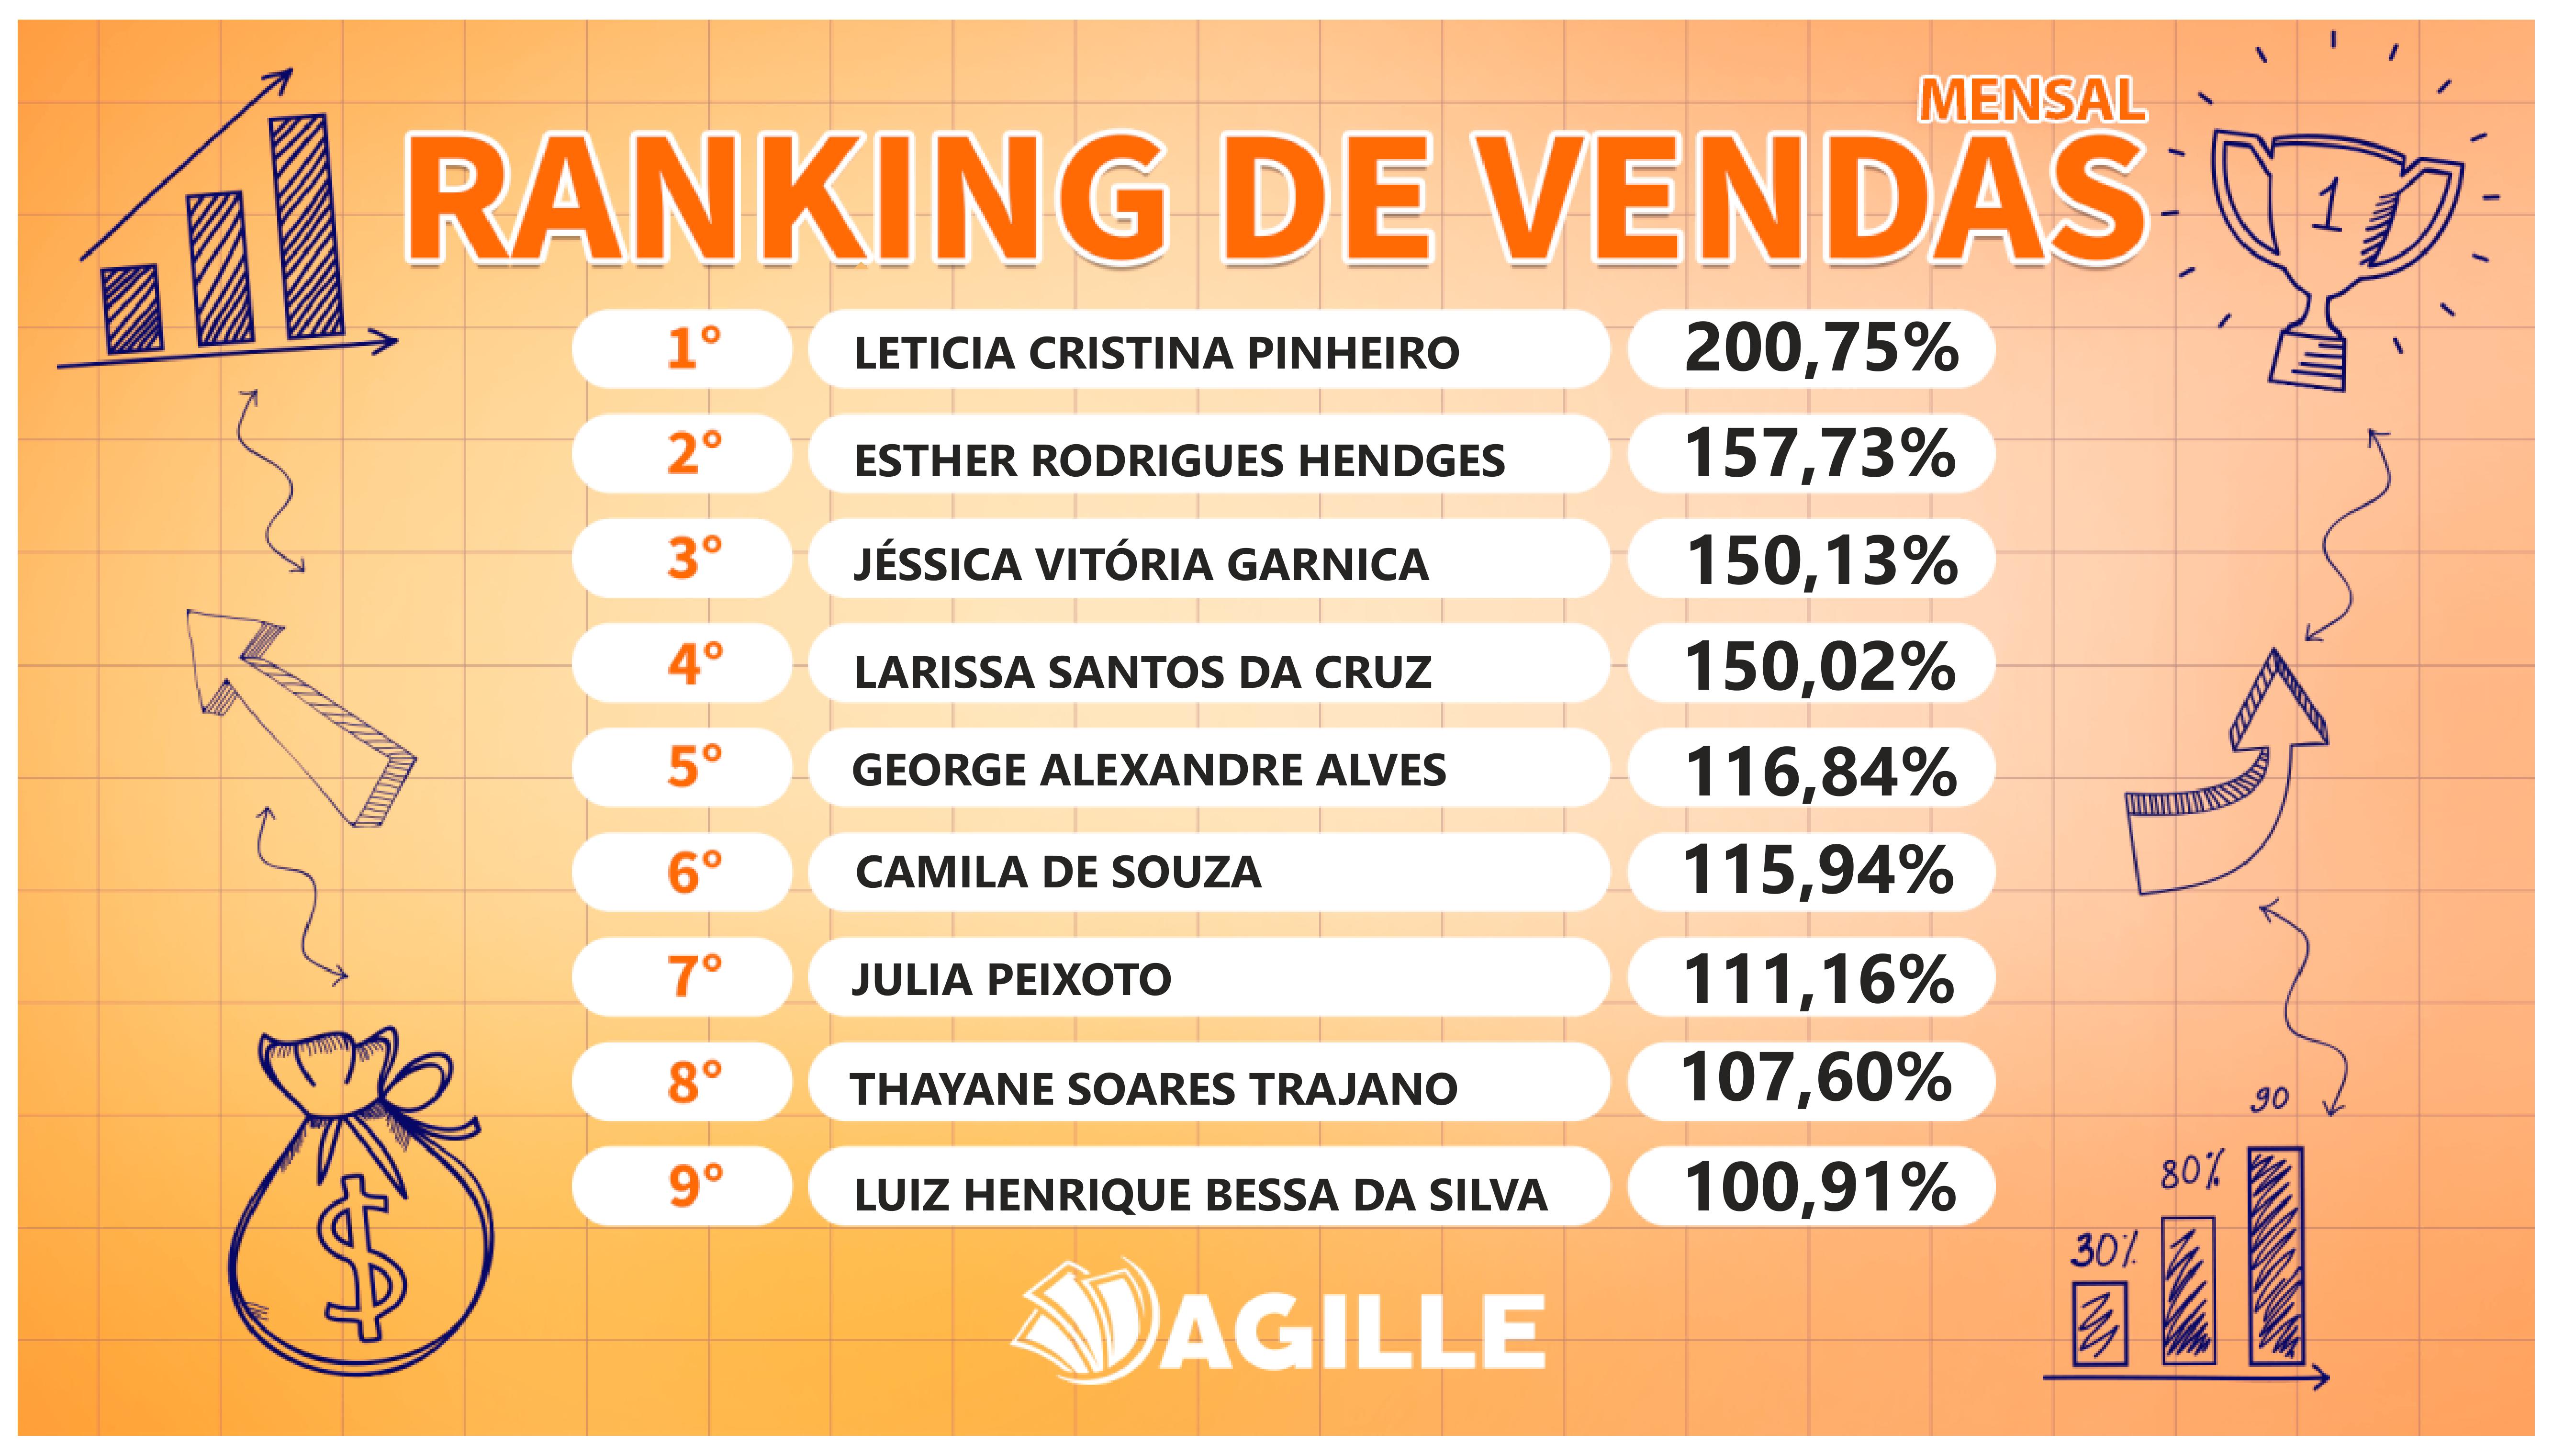 MENSAL
RANKING DE VENDAS
1
1° LETICIA CRISTINA PINHEIRO 200,75%
2° ESTHER RODRIGUES HENDGES 157,73%
3° JÉSSICA VITÓRIA GARNICA 150,13%
4° LARISSA SANTOS DA CRUZ 150,02%
5° GEORGE ALEXANDRE ALVES 116,84%
6° CAMILA DE SOUZA 115,94%
7° JULIA PEIXOTO 111,16%
8° THAYANE SOARES TRAJANO 107,60%
9° LUIZ HENRIQUE BESSA DA SILVA 100,91%
90
80%
30%
$
AGILLE